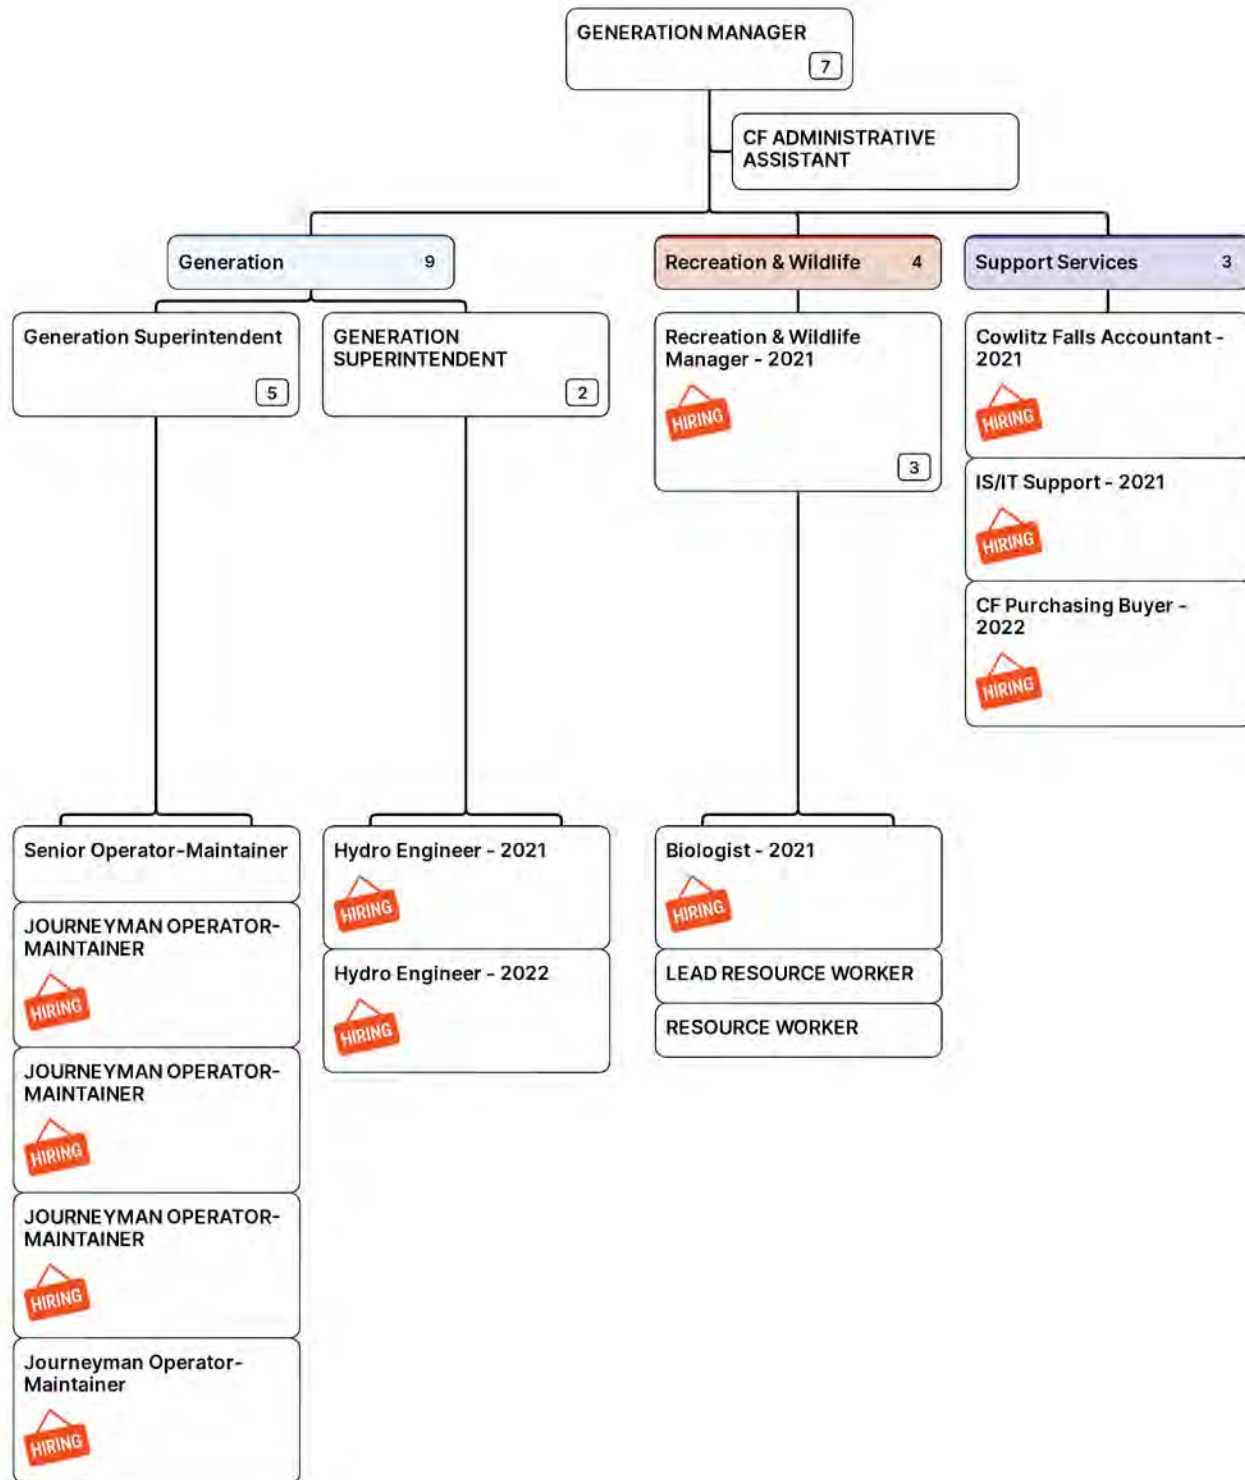 GENERATION MANAGER
7
CF ADMINISTRATIVE
ASSISTANT
Generation 9
Recreation & Wildlife 4
Support Services 3
Generation Superintendent
5
GENERATION
SUPERINTENDENT
2
Recreation & Wildlife
Manager - 2021
HIRING
3
Cowlitz Falls Accountant -
2021
HIRING
IS/IT Support - 2021
HIRING
CF Purchasing Buyer -
2022
HIRING
Senior Operator-Maintainer
JOURNEYMAN OPERATOR-
MAINTAINER
HIRING
JOURNEYMAN OPERATOR-
MAINTAINER
HIRING
JOURNEYMAN OPERATOR-
MAINTAINER
HIRING
Journeyman Operator-
Maintainer
HIRING
Hydro Engineer - 2021
HIRING
Hydro Engineer - 2022
HIRING
Biologist - 2021
HIRING
LEAD RESOURCE WORKER
RESOURCE WORKER